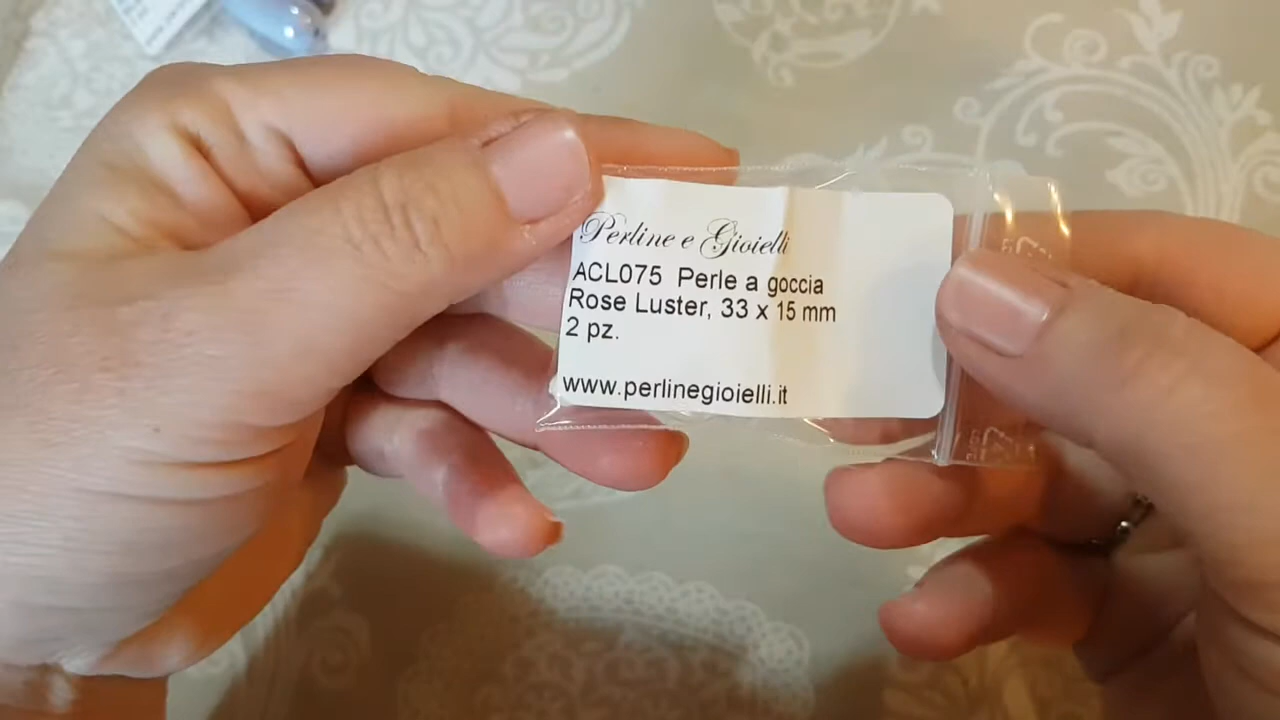 Perline e Gioielli
ACL075 Perle a goccia
Rose Luster, 33 x 15 mm
2 pz.
www.perlinegioielli.it